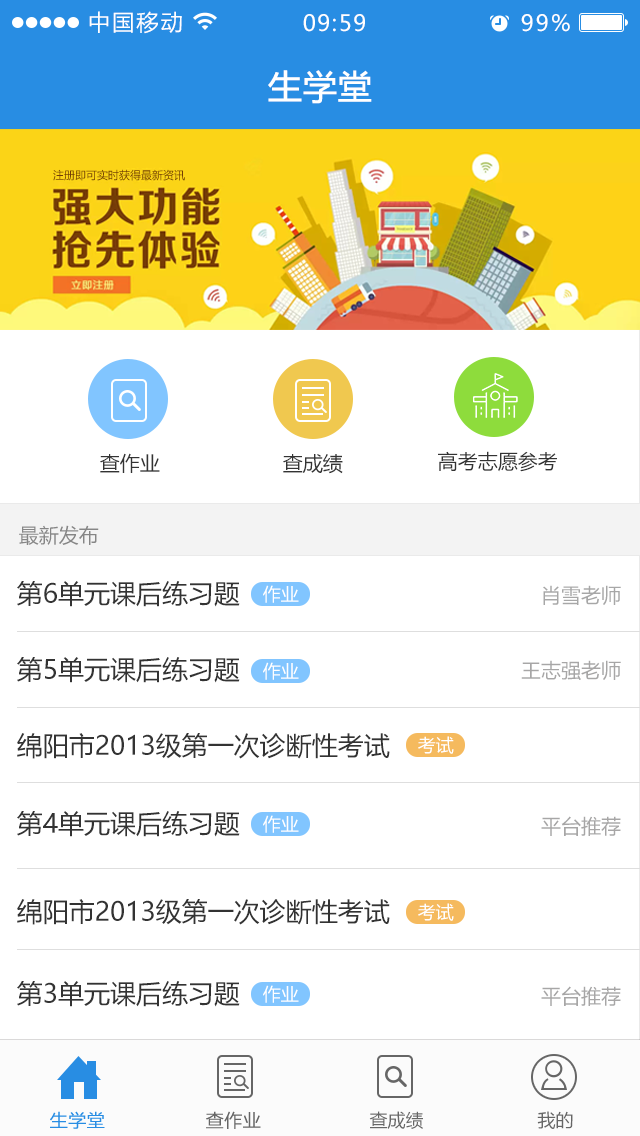 中国移动 09:59 99%
生学堂
注册即可实时获得最新资讯
强大功能
抢先体验
立即注册
查作业 查成绩 高考志愿参考
最新发布
第6单元课后练习题 作业 肖雪老师
第5单元课后练习题 作业 王志强老师
绵阳市2013级第一次诊断性考试 考试
第4单元课后练习题 作业 平台推荐
绵阳市2013级第一次诊断性考试 考试
第3单元课后练习题 作业 平台推荐
生学堂 查作业 查成绩 我的